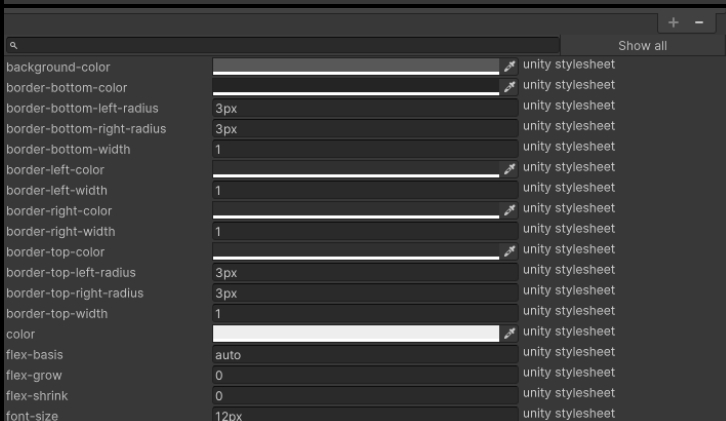 + -
Show all
background-color unity stylesheet
border-bottom-color unity stylesheet
border-bottom-left-radius 3px unity stylesheet
border-bottom-right-radius 3px unity stylesheet
border-bottom-width 1 unity stylesheet
border-left-color unity stylesheet
border-left-width 1 unity stylesheet
border-right-color unity stylesheet
border-right-width 1 unity stylesheet
border-top-color unity stylesheet
border-top-left-radius 3px unity stylesheet
border-top-right-radius 3px unity stylesheet
border-top-width 1 unity stylesheet
color unity stylesheet
flex-basis auto unity stylesheet
flex-grow 0 unity stylesheet
flex-shrink 0 unity stylesheet
font-size 12px unity stylesheet